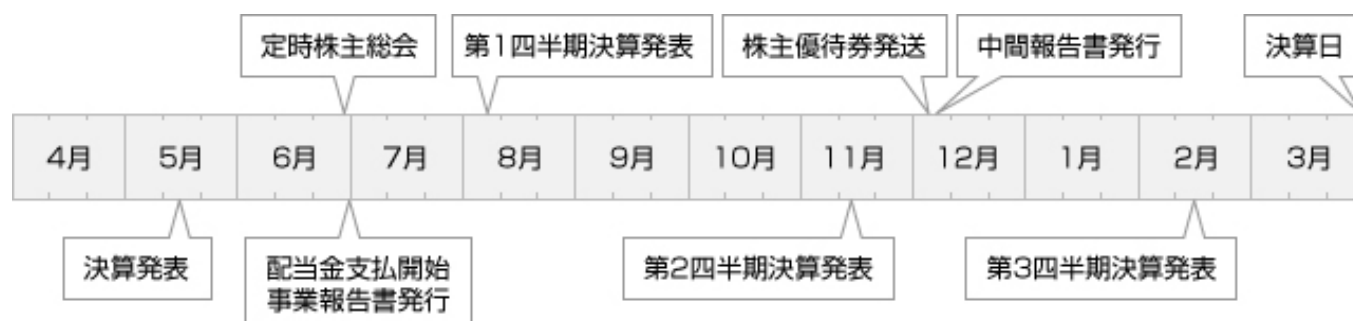 定時株主総会
第1四半期決算発表
株主優待券発送
中間報告書発行
決算日
4月
5月
6月
7月
8月
9月
10月
11月
12月
1月
2月
3月
決算発表
配当金支払開始
事業報告書発行
第2四半期決算発表
第3四半期決算発表